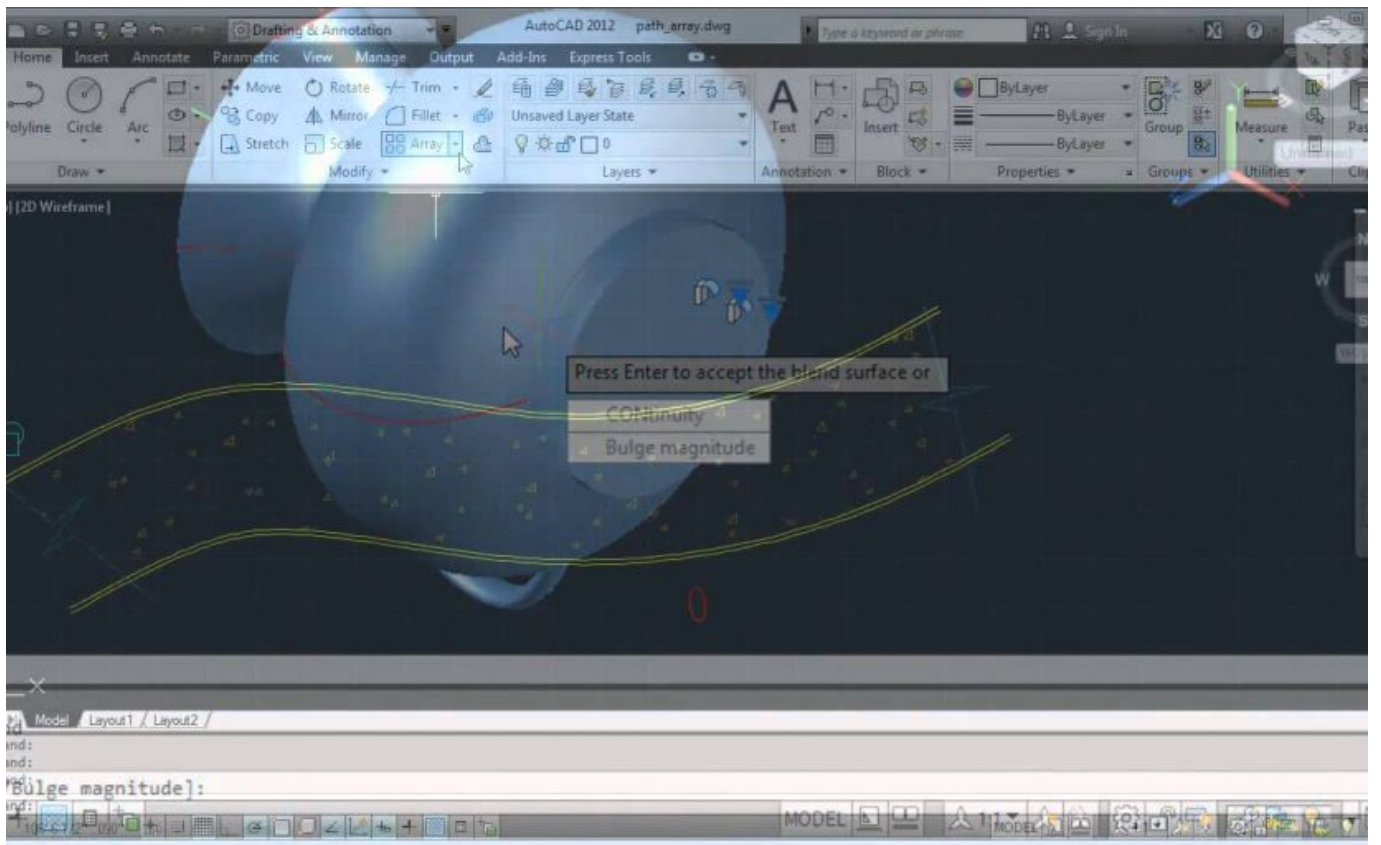 Drafting & Annotation AutoCAD 2012 path_array.dwg Type a keyword or phrase Sign In
Home Insert Annotate Parametric View Manage Output Add-Ins Express Tools
Move Rotate Trim ByLayer
Copy Mirror Fillet Unsaved Layer State ByLayer
Polyline Circle Arc Text Insert Group Measure
Stretch Scale Array 0 ByLayer
Draw Modify Layers Annotation Block Properties Groups Utilities
[2D Wireframe]
W
Press Enter to accept the blend surface or
CONtinuity
Bulge magnitude
Model Layout1 Layout2
Bulge magnitude]:
MODEL 1:1 MODEL